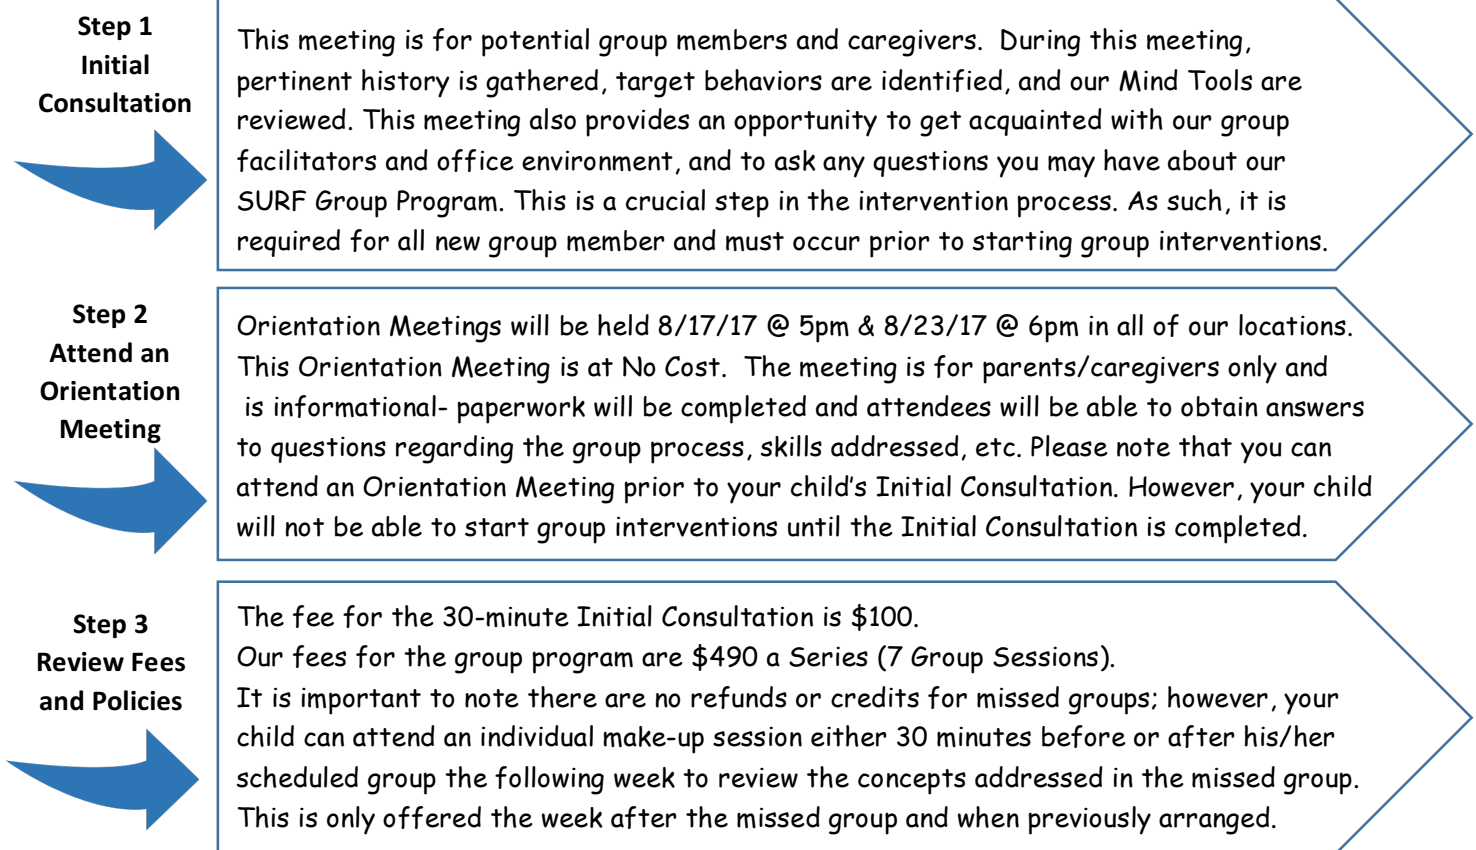 Step 1
Initial
Consultation
This meeting is for potential group members and caregivers.  During this meeting,
pertinent history is gathered, target behaviors are identified, and our Mind Tools are
reviewed. This meeting also provides an opportunity to get acquainted with our group
facilitators and office environment, and to ask any questions you may have about our
SURF Group Program. This is a crucial step in the intervention process. As such, it is
required for all new group member and must occur prior to starting group interventions.
Step 2
Attend an
Orientation
Meeting
Orientation Meetings will be held 8/17/17 @ 5pm & 8/23/17 @ 6pm in all of our locations.
This Orientation Meeting is at No Cost.  The meeting is for parents/caregivers only and
is informational- paperwork will be completed and attendees will be able to obtain answers
to questions regarding the group process, skills addressed, etc. Please note that you can
attend an Orientation Meeting prior to your child's Initial Consultation. However, your child
will not be able to start group interventions until the Initial Consultation is completed.
Step 3
Review Fees
and Policies
The fee for the 30-minute Initial Consultation is $100.
Our fees for the group program are $490 a Series (7 Group Sessions).
It is important to note there are no refunds or credits for missed groups; however, your
child can attend an individual make-up session either 30 minutes before or after his/her
scheduled group the following week to review the concepts addressed in the missed group.
This is only offered the week after the missed group and when previously arranged.